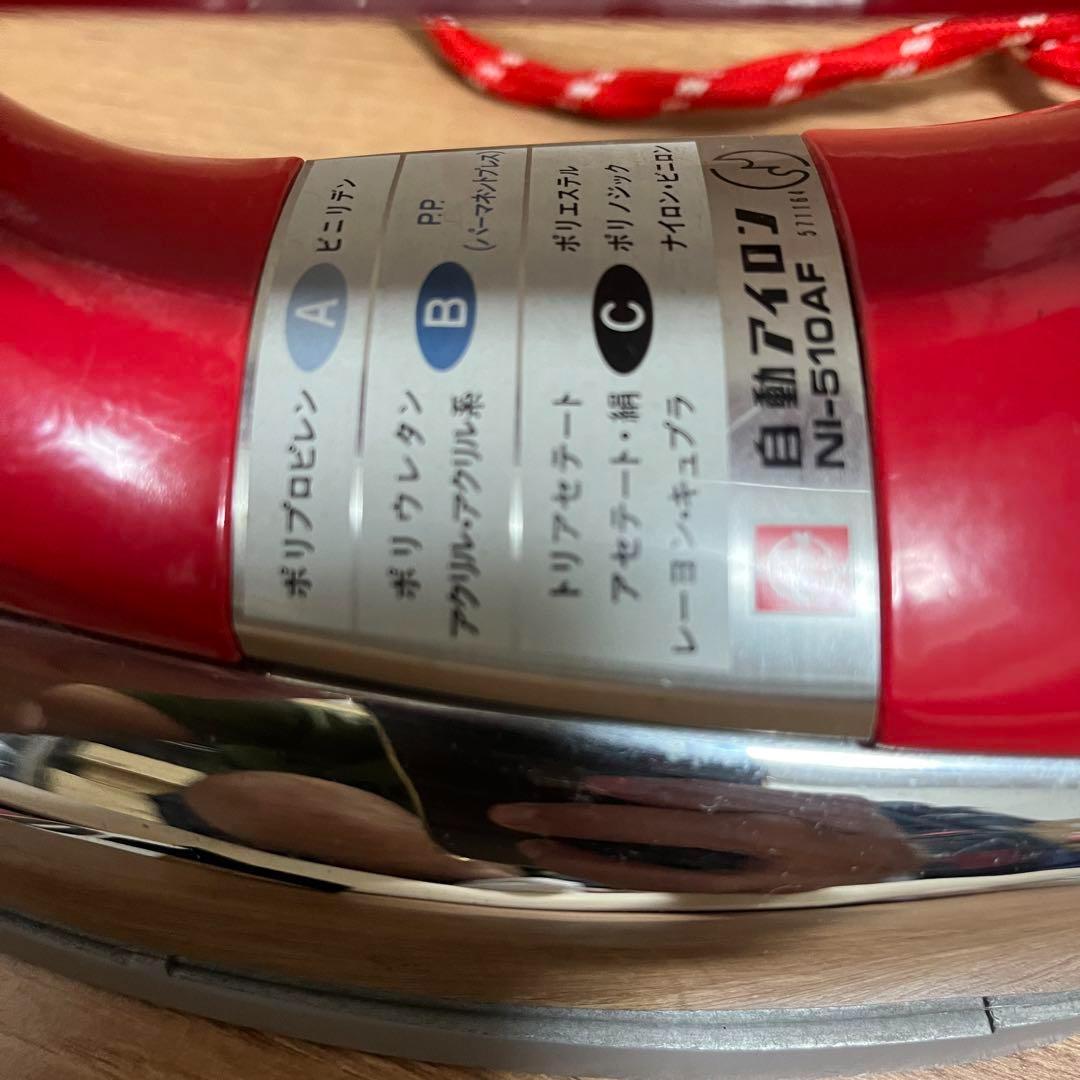 ポリプロピレン A ビニリデン
ポリウレタン B P.P.
アクリル・アクリル系 (パーマネントプレス)
トリアセテート ポリエステル
アセテート・絹 C ポリノジック
レーヨン・キュプラ ナイロン・ビニロン
自動アイロン
NI-510AF 571164